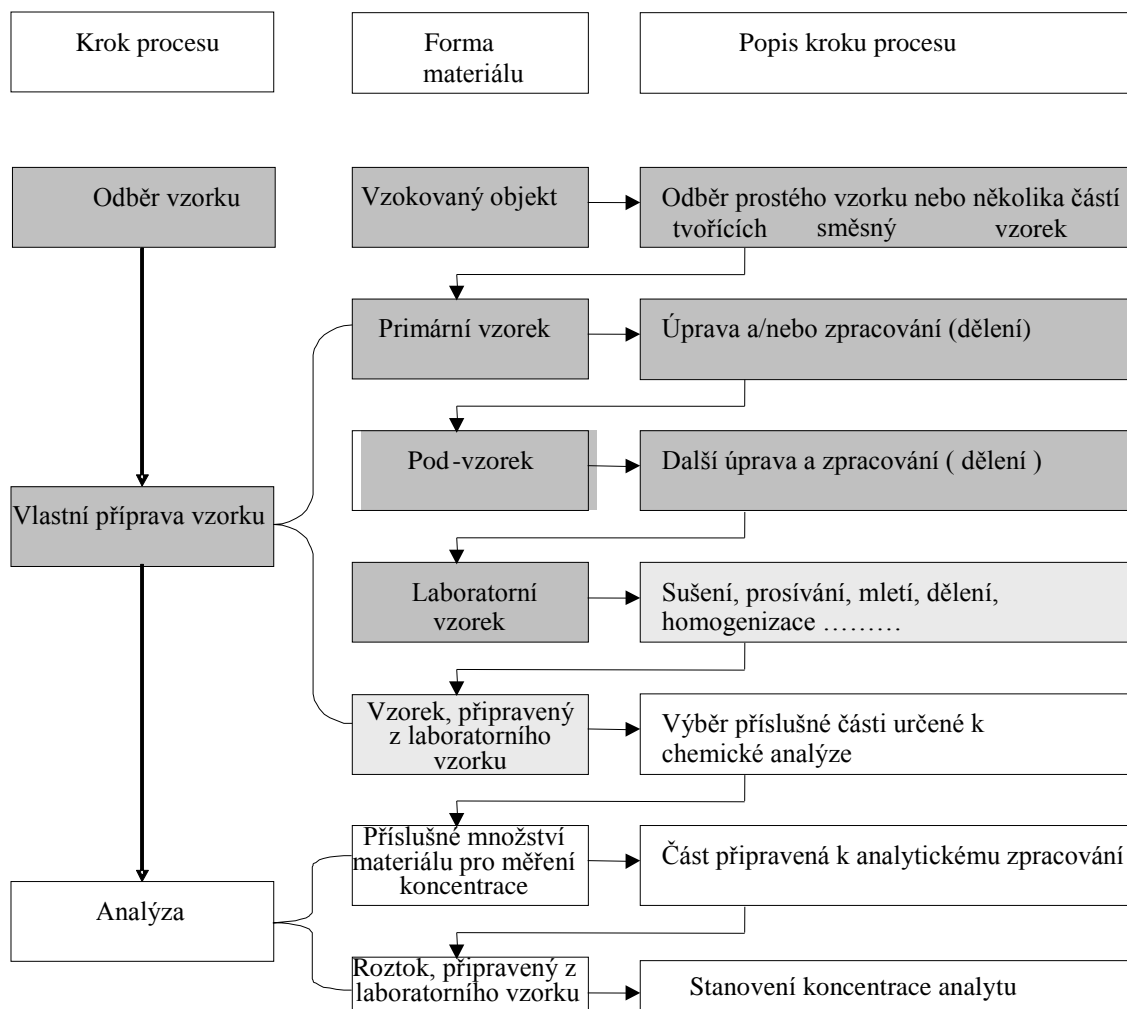 Krok procesu
Forma
materiálu
Popis kroku procesu
Odběr vzorku
Vzokovaný objekt
Odběr prostého vzorku nebo několika částí
tvořících směsný vzorek
Primární vzorek
Úprava a/nebo zpracování (dělení)
Pod-vzorek
Další úprava a zpracování ( dělení )
Vlastní příprava vzorku
Laboratorní
vzorek
Sušení, prosívání, mletí, dělení,
homogenizace ………
Vzorek, připravený
z laboratorního
vzorku
Výběr příslušné části určené k
chemické analýze
Příslušné množství
materiálu pro měření
koncentrace
Část připravená k analytickému zpracování
Analýza
Roztok, připravený z
laboratorního vzorku
Stanovení koncentrace analytu